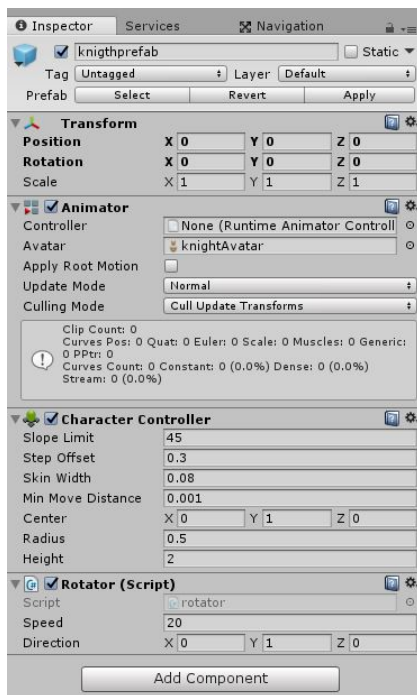 Inspector Services Navigation
knigthprefab Static
Tag Untagged Layer Default
Prefab Select Revert Apply
Transform
Position X 0 Y 0 Z 0
Rotation X 0 Y 0 Z 0
Scale X 1 Y 1 Z 1
Animator
Controller None (Runtime Animator Controll
Avatar knightAvatar
Apply Root Motion
Update Mode Normal
Culling Mode Cull Update Transforms
Clip Count: 0
Curves Pos: 0 Quat: 0 Euler: 0 Scale: 0 Muscles: 0 Generic:
0 PPtr: 0
Curves Count: 0 Constant: 0 (0.0%) Dense: 0 (0.0%)
Stream: 0 (0.0%)
Character Controller
Slope Limit 45
Step Offset 0.3
Skin Width 0.08
Min Move Distance 0.001
Center X 0 Y 1 Z 0
Radius 0.5
Height 2
Rotator (Script)
Script rotator
Speed 20
Direction X 0 Y 1 Z 0
Add Component